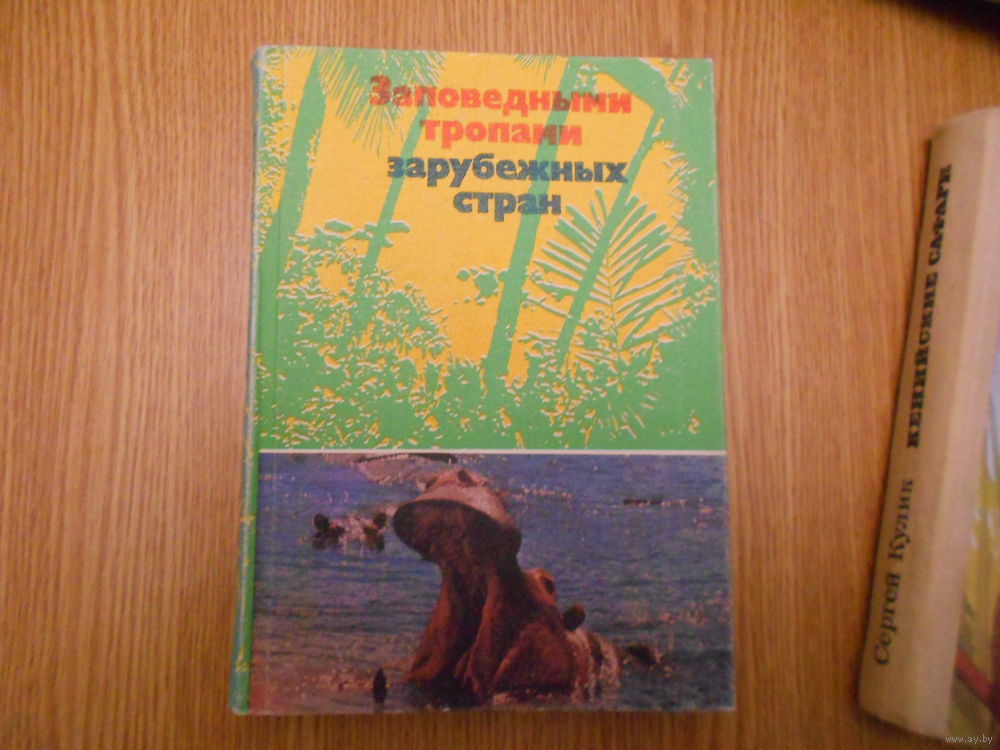 Заповедными
тропами
зарубежных
стран
Сергей Кулик КЕНИЙСКИЕ САФАРИ
www.ay.by